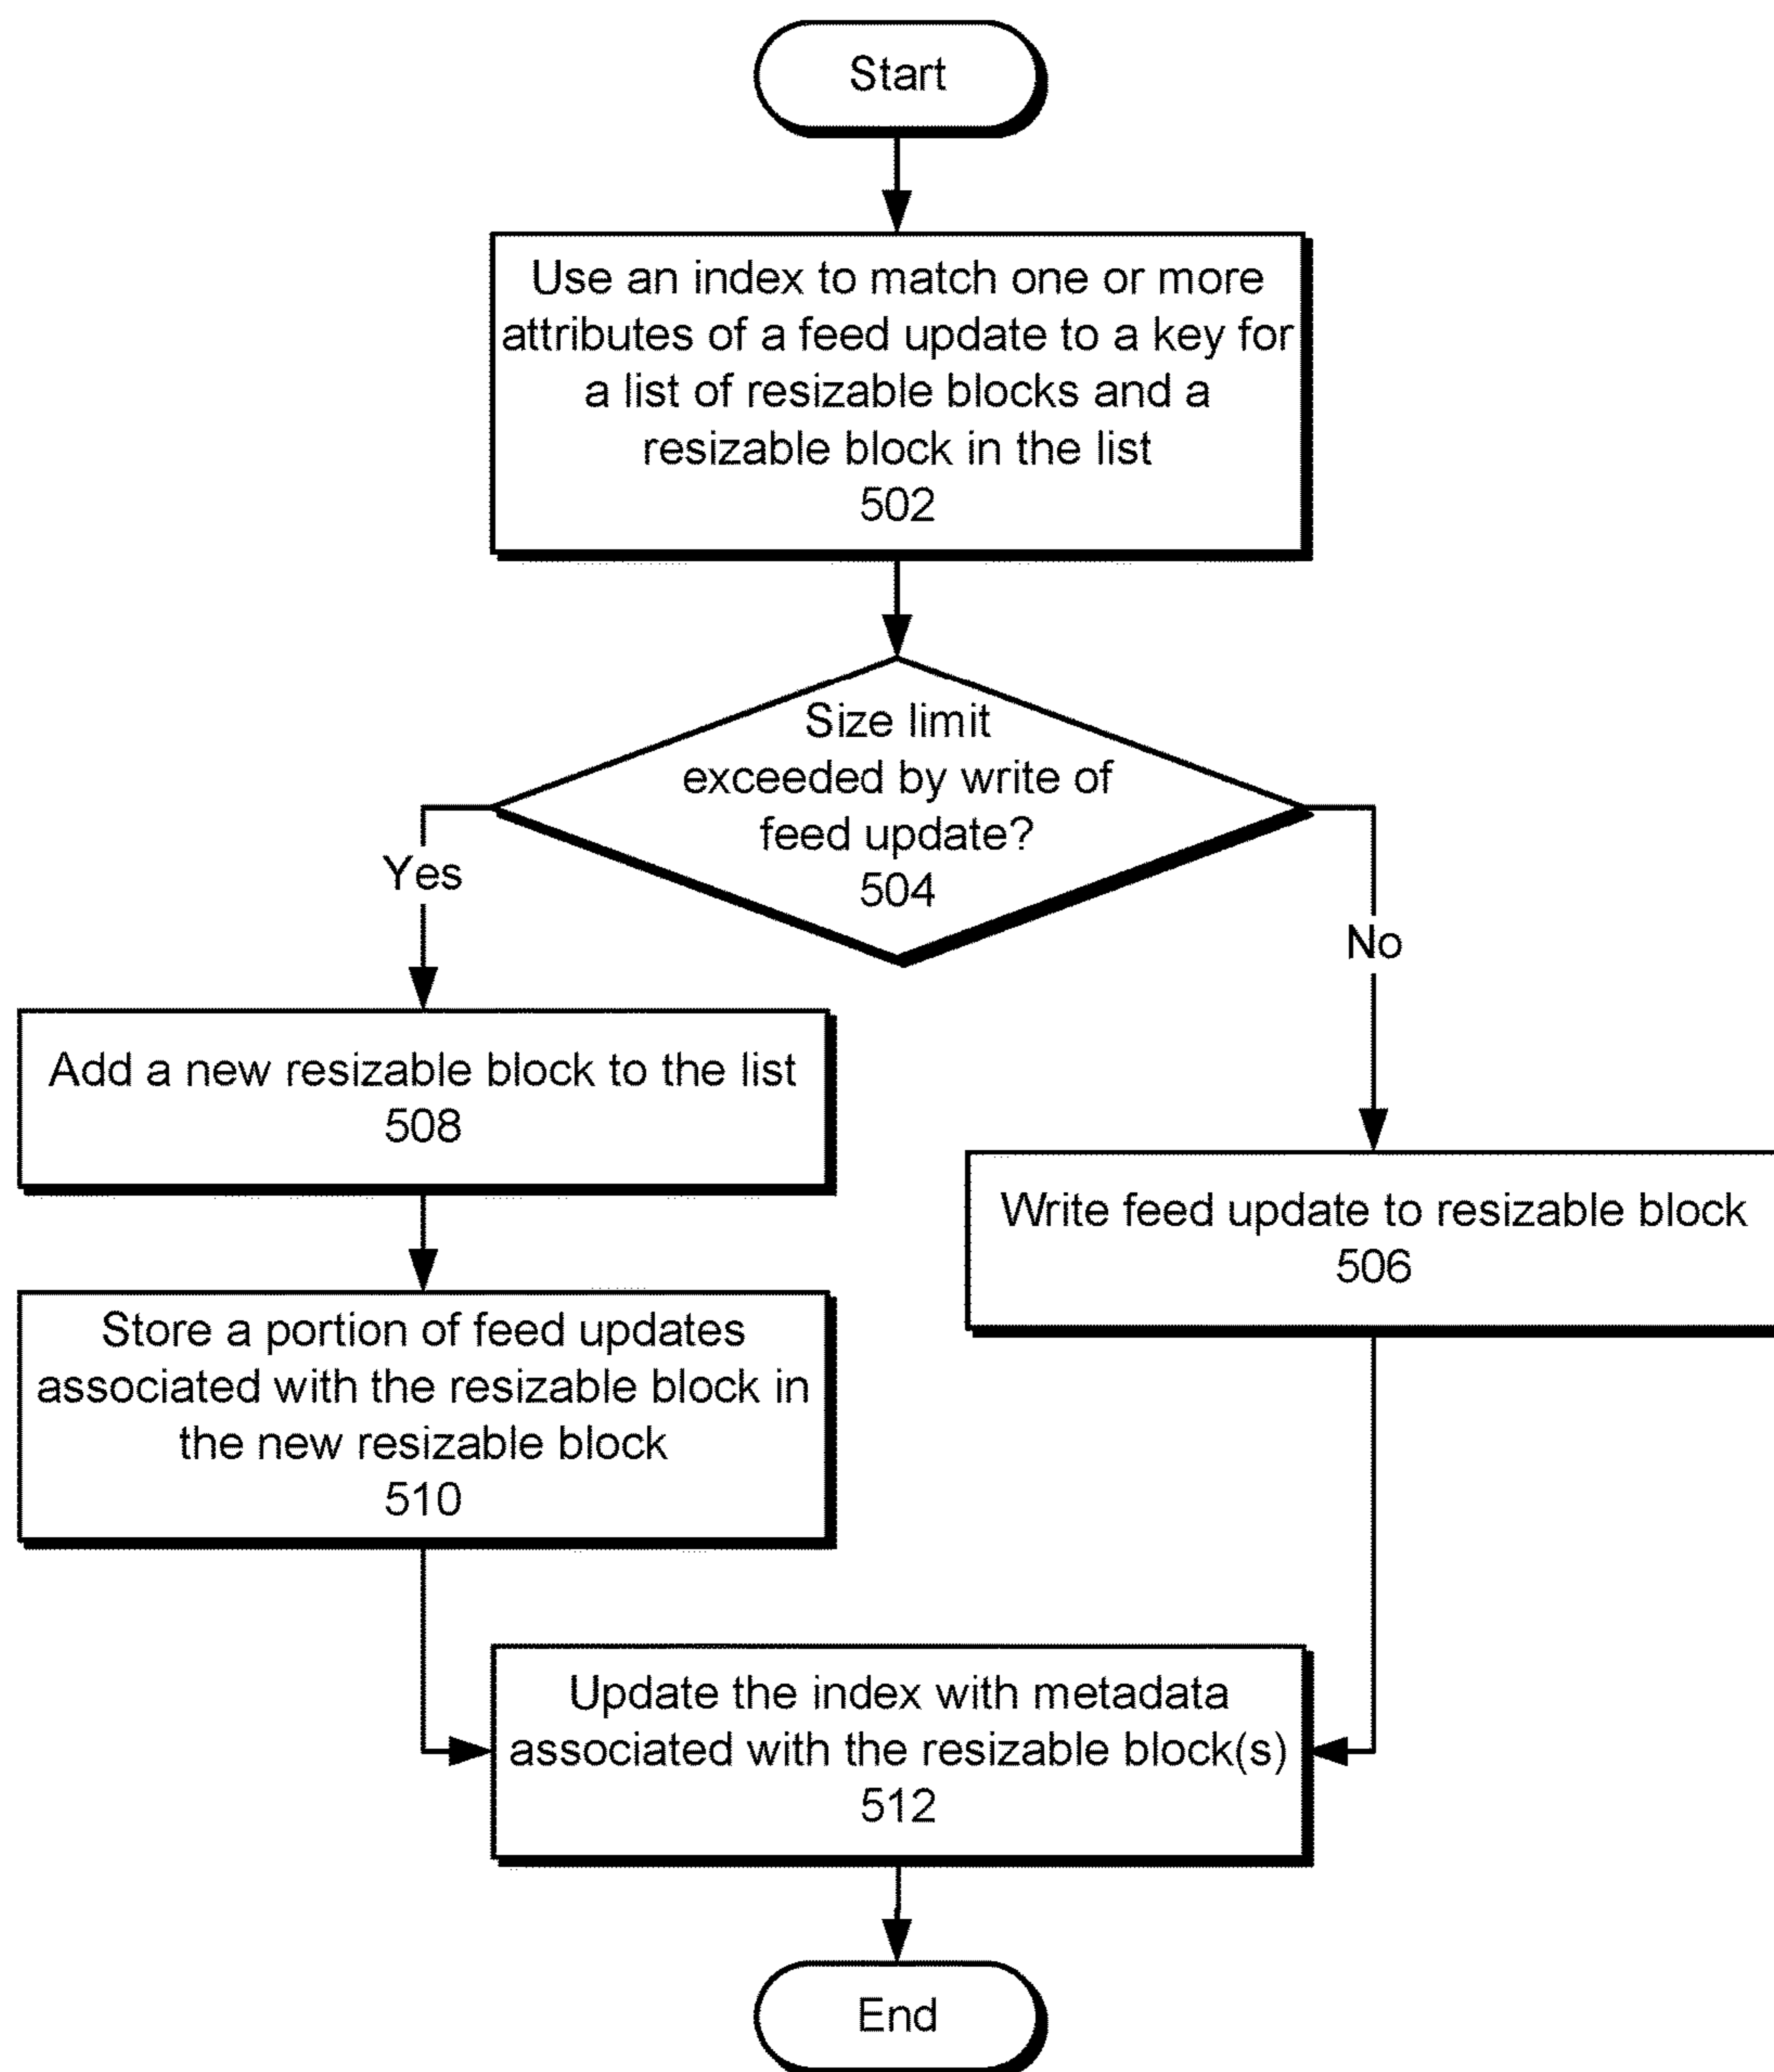 Start
Use an index to match one or more
attributes of a feed update to a key for
a list of resizable blocks and a
resizable block in the list
502
Size limit
exceeded by write of
feed update?
504
Yes
No
Add a new resizable block to the list
508
Write feed update to resizable block
506
Store a portion of feed updates
associated with the resizable block in
the new resizable block
510
Update the index with metadata
associated with the resizable block(s)
512
End